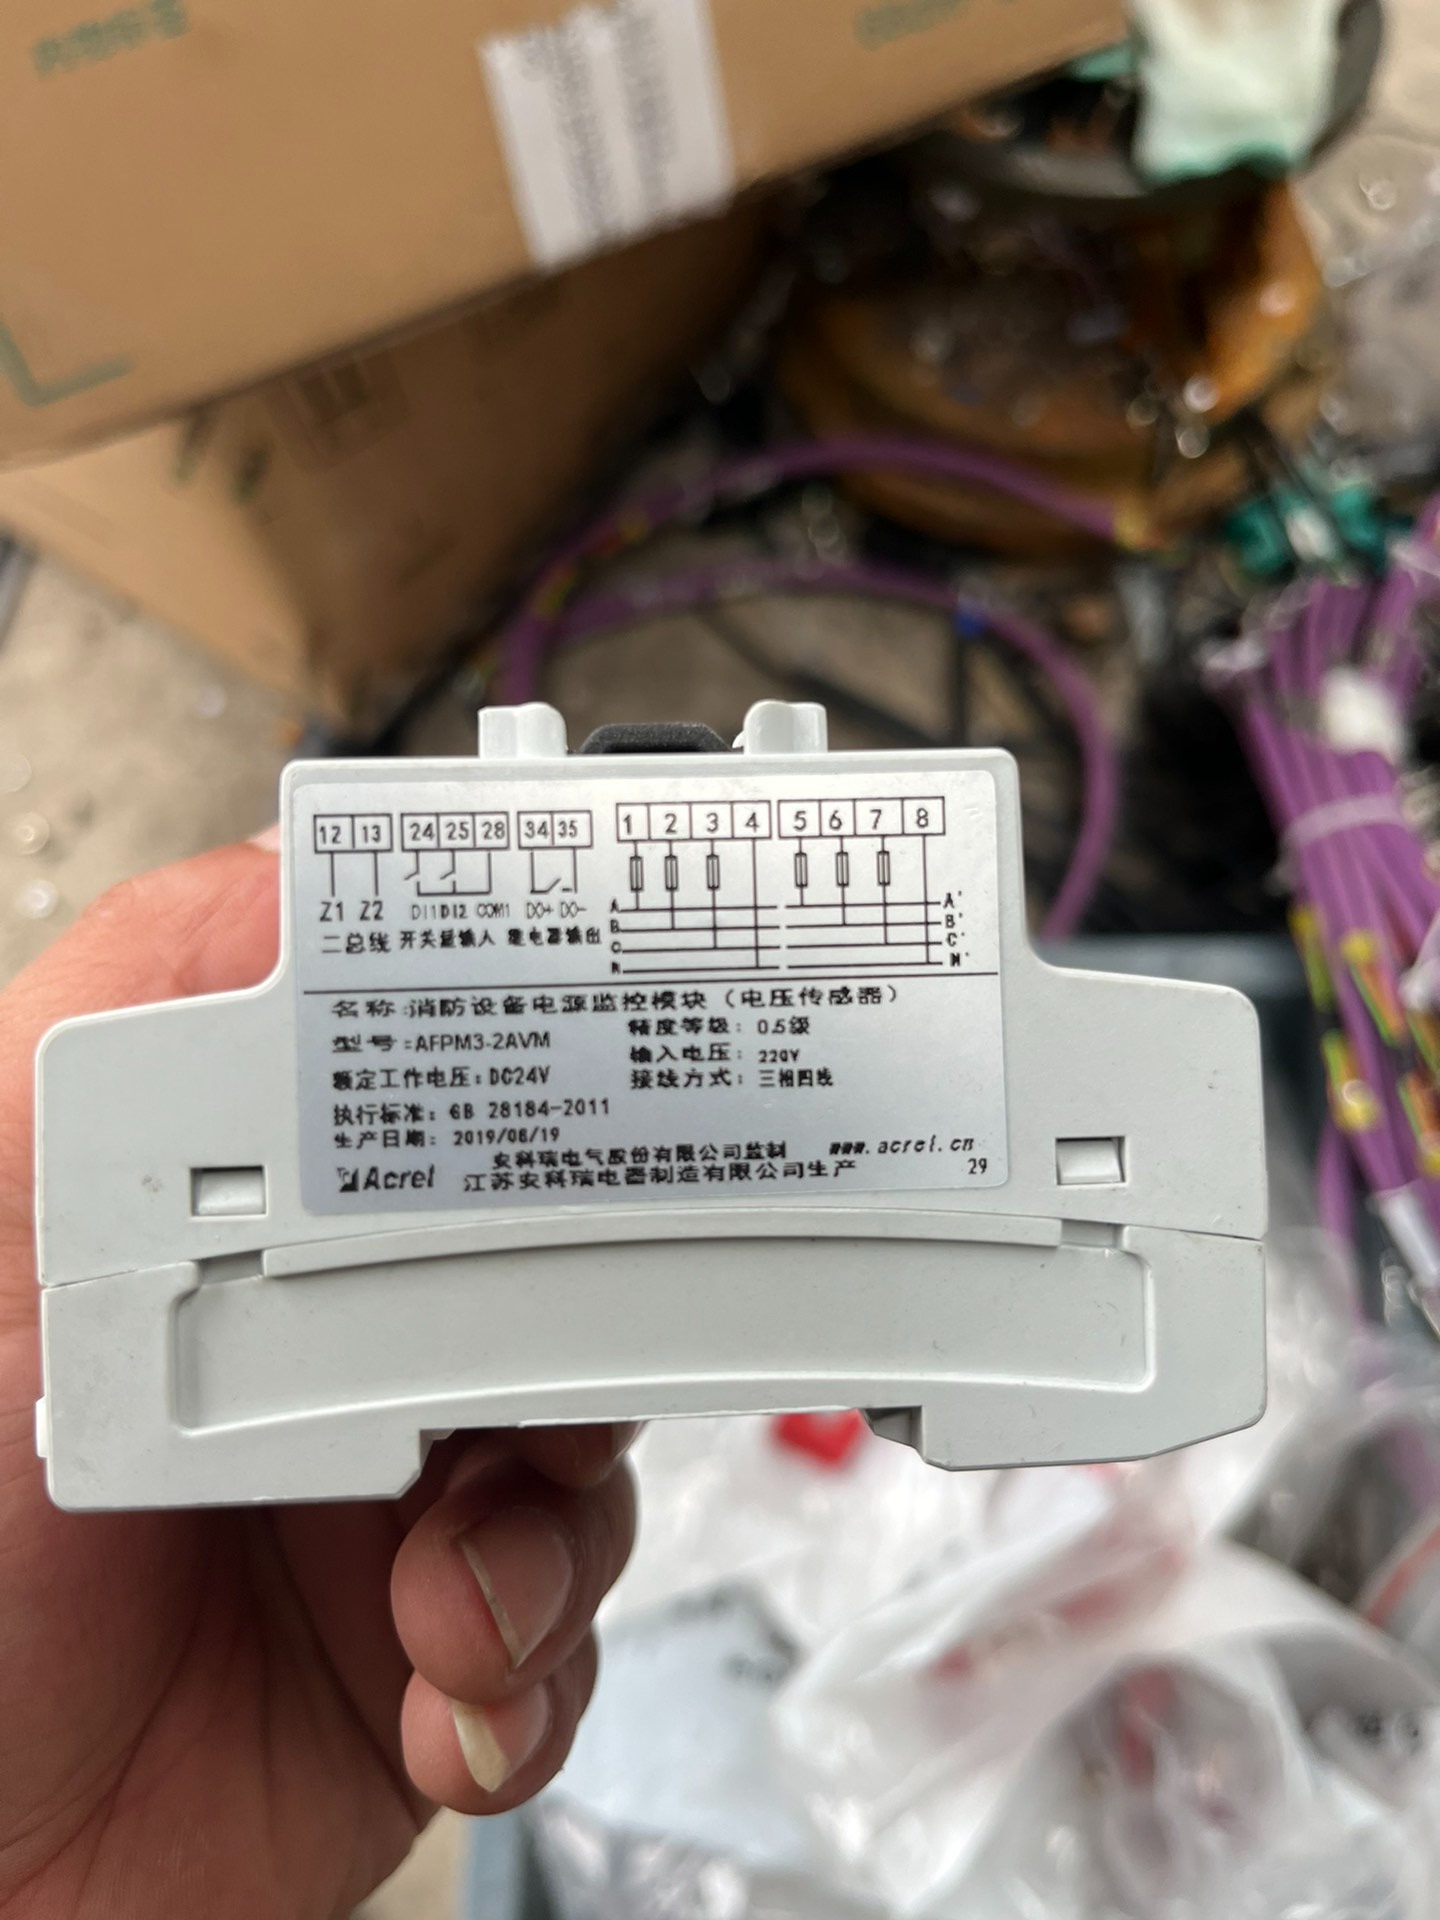 12 13 24 25 28 34 35 1 2 3 4 5 6 7 8
Z1 Z2 DI1 DI2 COM1 DO+ DO-
二总线 开关量输入 继电器输出
A A'
B B'
C C'
N N'
名称:消防设备电源监控模块（电压传感器）
型号:AFPM3-2AVM 精度等级: 0.5级
额定工作电压: DC24V 输入电压: 220V
接线方式: 三相四线
执行标准: GB 28184-2011
生产日期: 2019/08/19
安科瑞电气股份有限公司监制 www.acrel.cn
Acrel 江苏安科瑞电器制造有限公司生产 29